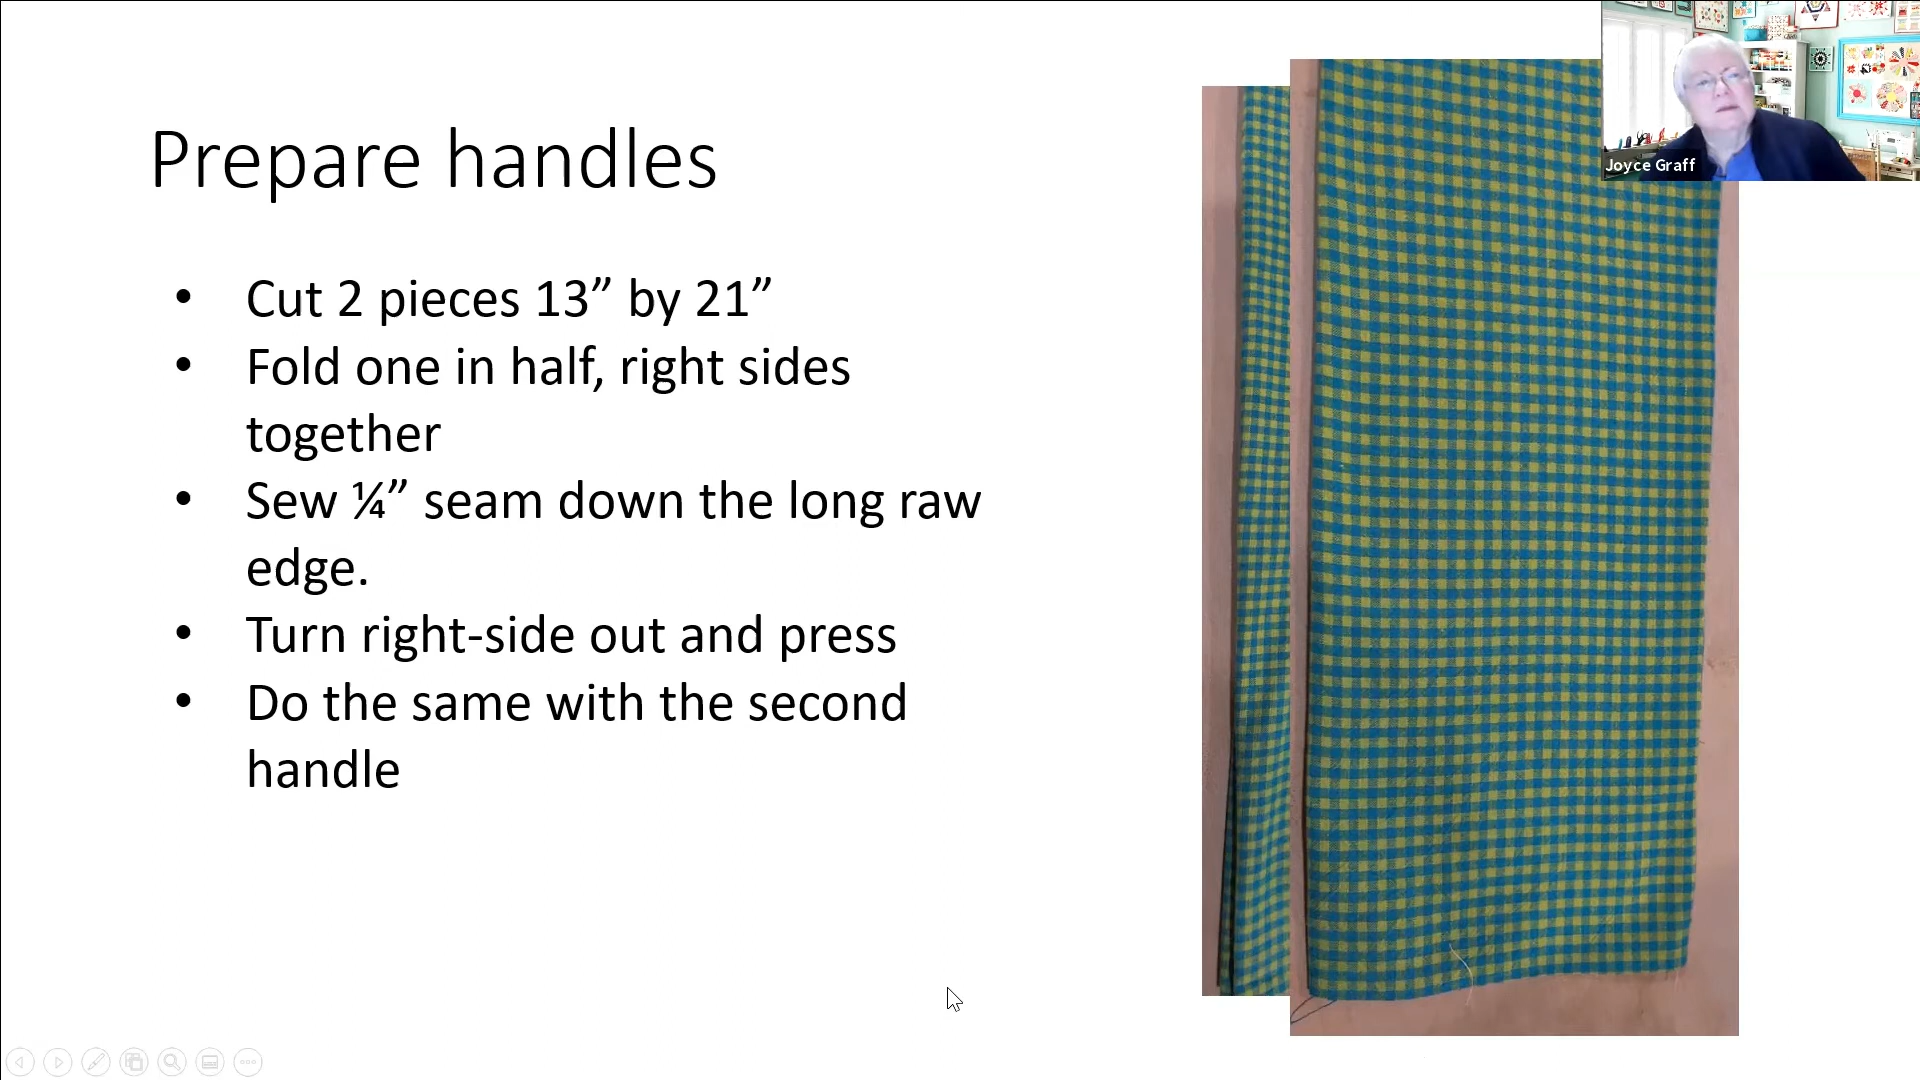 Prepare handles
• Cut 2 pieces 13” by 21”
• Fold one in half, right sides
together
• Sew ¼” seam down the long raw
edge.
• Turn right-side out and press
• Do the same with the second
handle
Joyce Graff